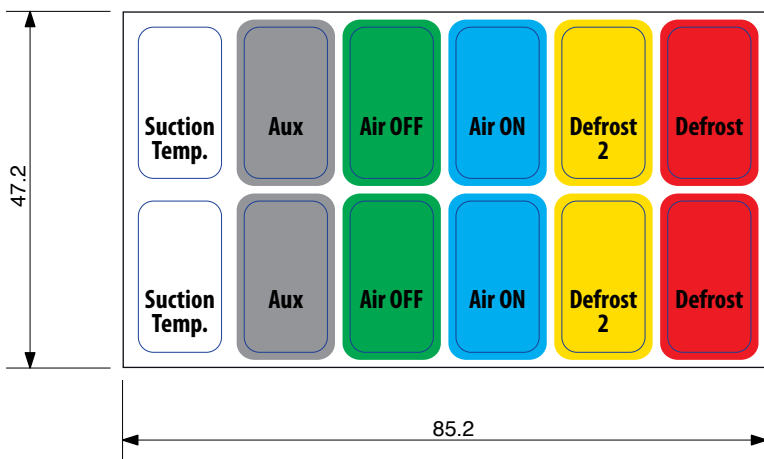 Suction
Temp.
Aux
Air OFF
Air ON
Defrost
2
Defrost
47.2
Suction
Temp.
Aux
Air OFF
Air ON
Defrost
2
Defrost
85.2